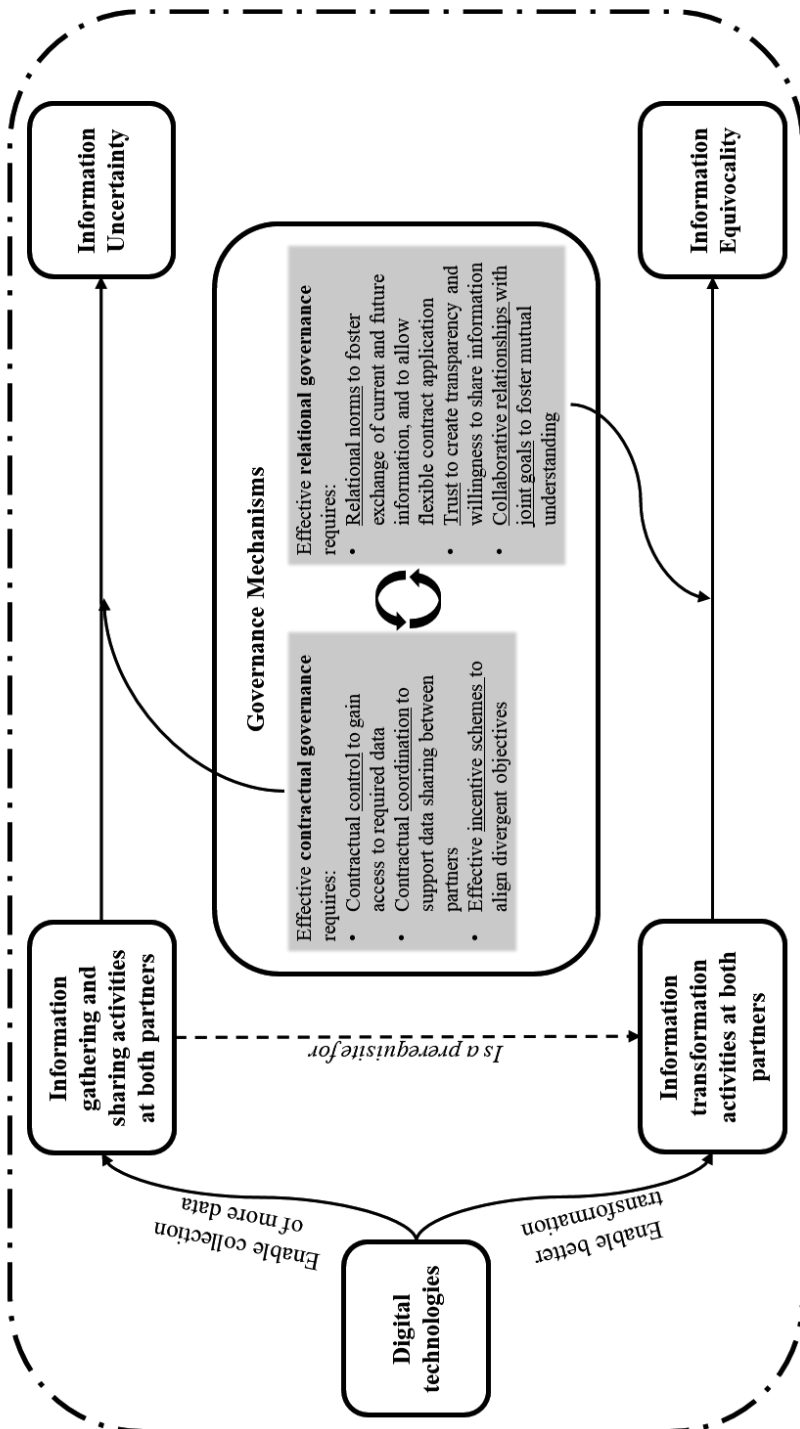 Digital
technologies
Enable collection
of more data
Enable better
transformation
Information
gathering and
sharing activities
at both partners
Is a prerequisite for
Information
transformation
activities at both
partners
Governance Mechanisms
Effective contractual governance
requires:
• Contractual control to gain
access to required data
• Contractual coordination to
support data sharing between
partners
• Effective incentive schemes to
align divergent objectives
Effective relational governance
requires:
• Relational norms to foster
exchange of current and future
information, and to allow
flexible contract application
• Trust to create transparency and
willingness to share information
• Collaborative relationships with
joint goals to foster mutual
understanding
Information
Uncertainty
Information
Equivocality